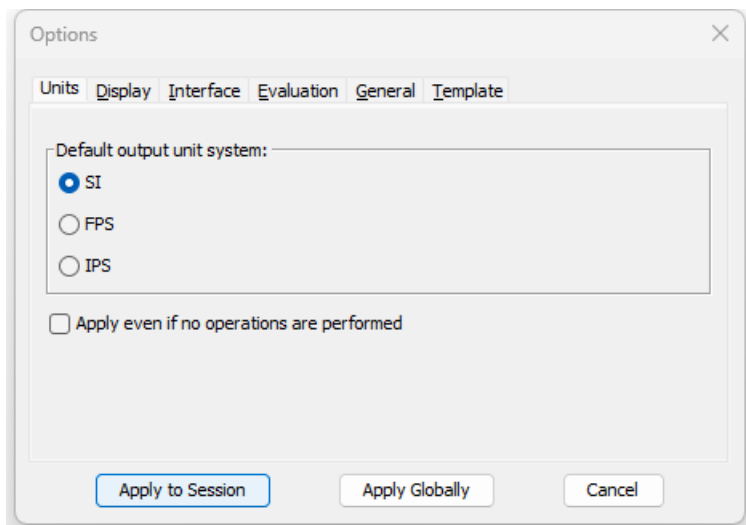 Options
Units Display Interface Evaluation General Template
Default output unit system:
SI
FPS
IPS
Apply even if no operations are performed
Apply to Session Apply Globally Cancel